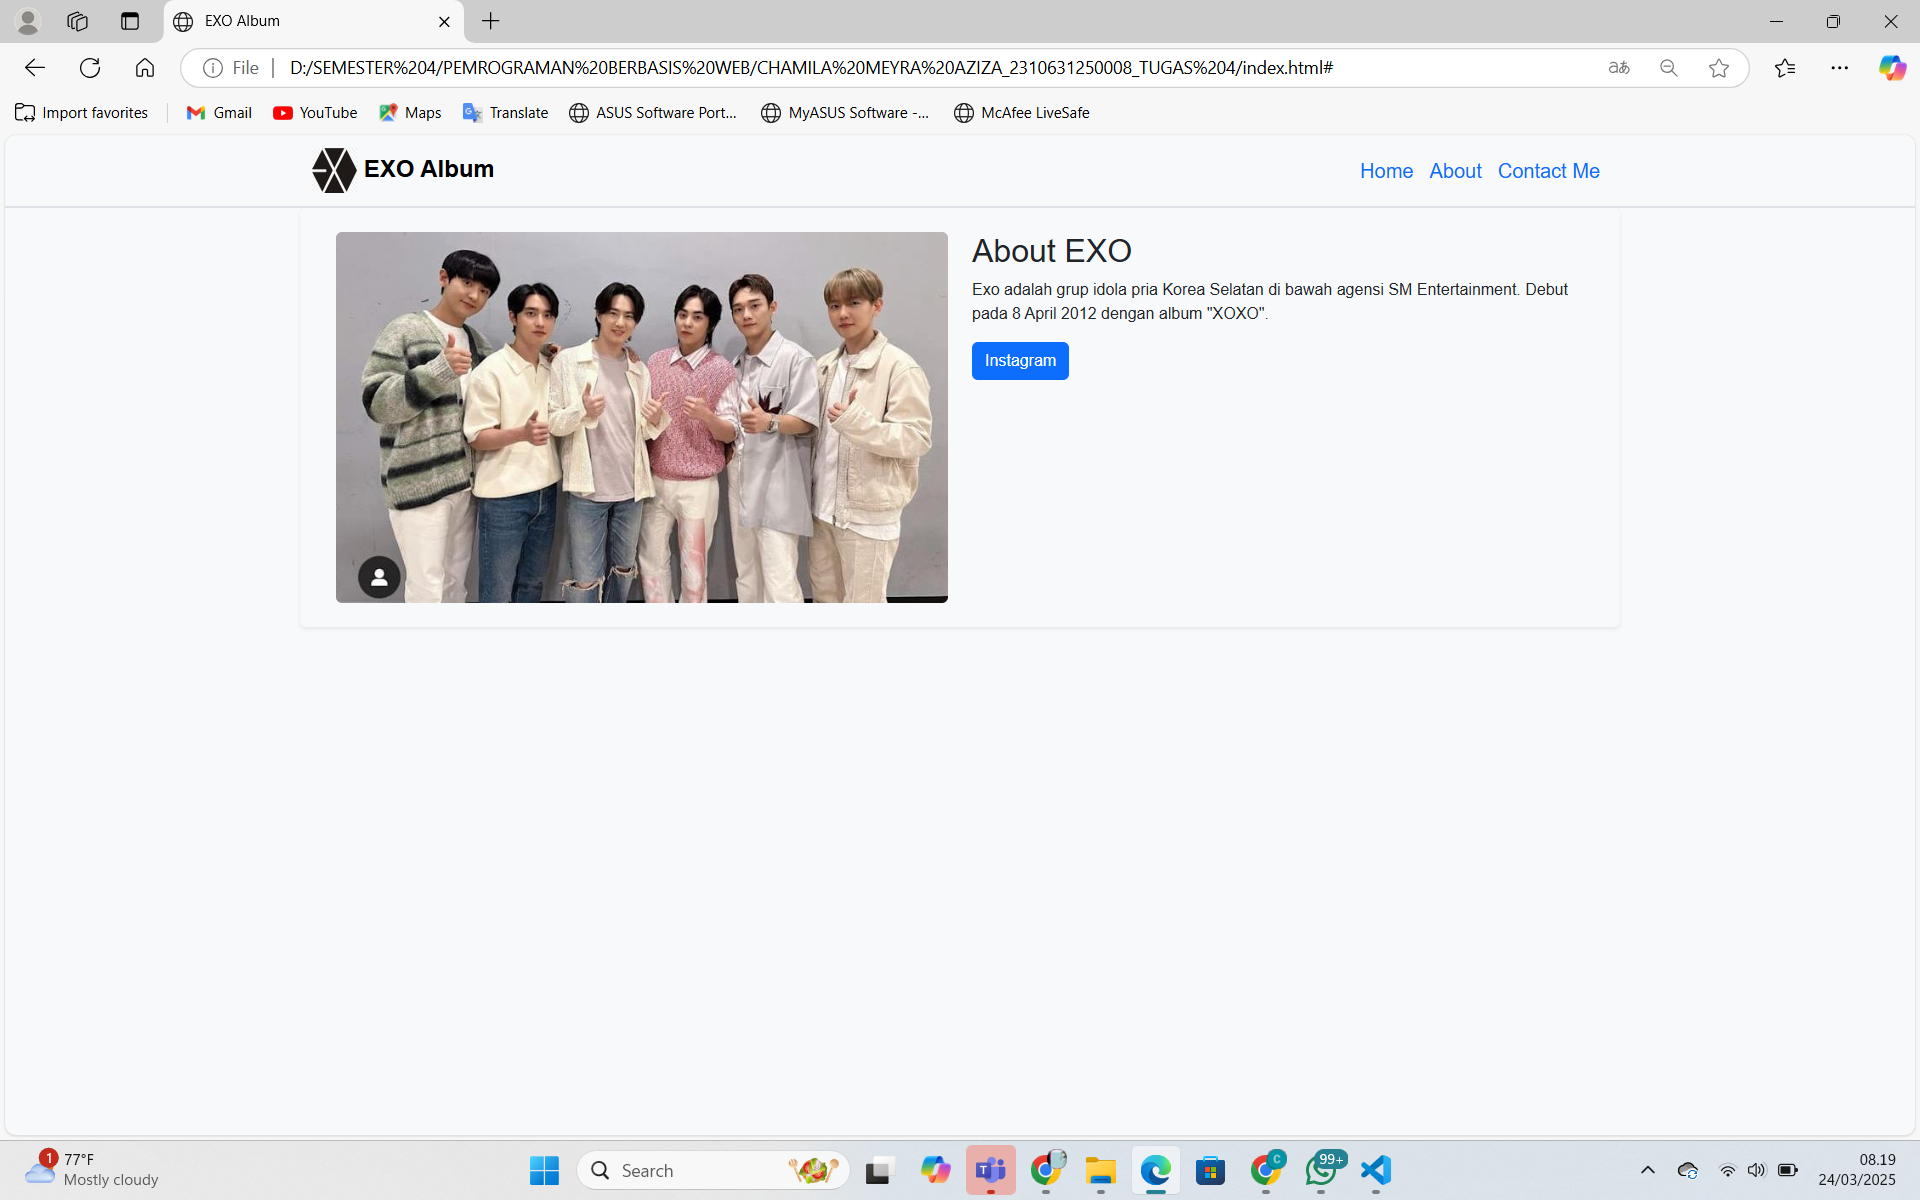 EXO Album
File
D:/SEMESTER%204/PEMROGRAMAN%20BERBASIS%20WEB/CHAMILA%20MEYRA%20AZIZA_2310631250008_TUGAS%204/index.html#
aあ
Import favorites
Gmail
YouTube
Maps
Translate
ASUS Software Port...
MyASUS Software -...
McAfee LiveSafe
EXO Album
Home
About
Contact Me
About EXO
Exo adalah grup idola pria Korea Selatan di bawah agensi SM Entertainment. Debut
pada 8 April 2012 dengan album "XOXO".
Instagram
1
77°F
Mostly cloudy
Search
C
99+
08.19
24/03/2025